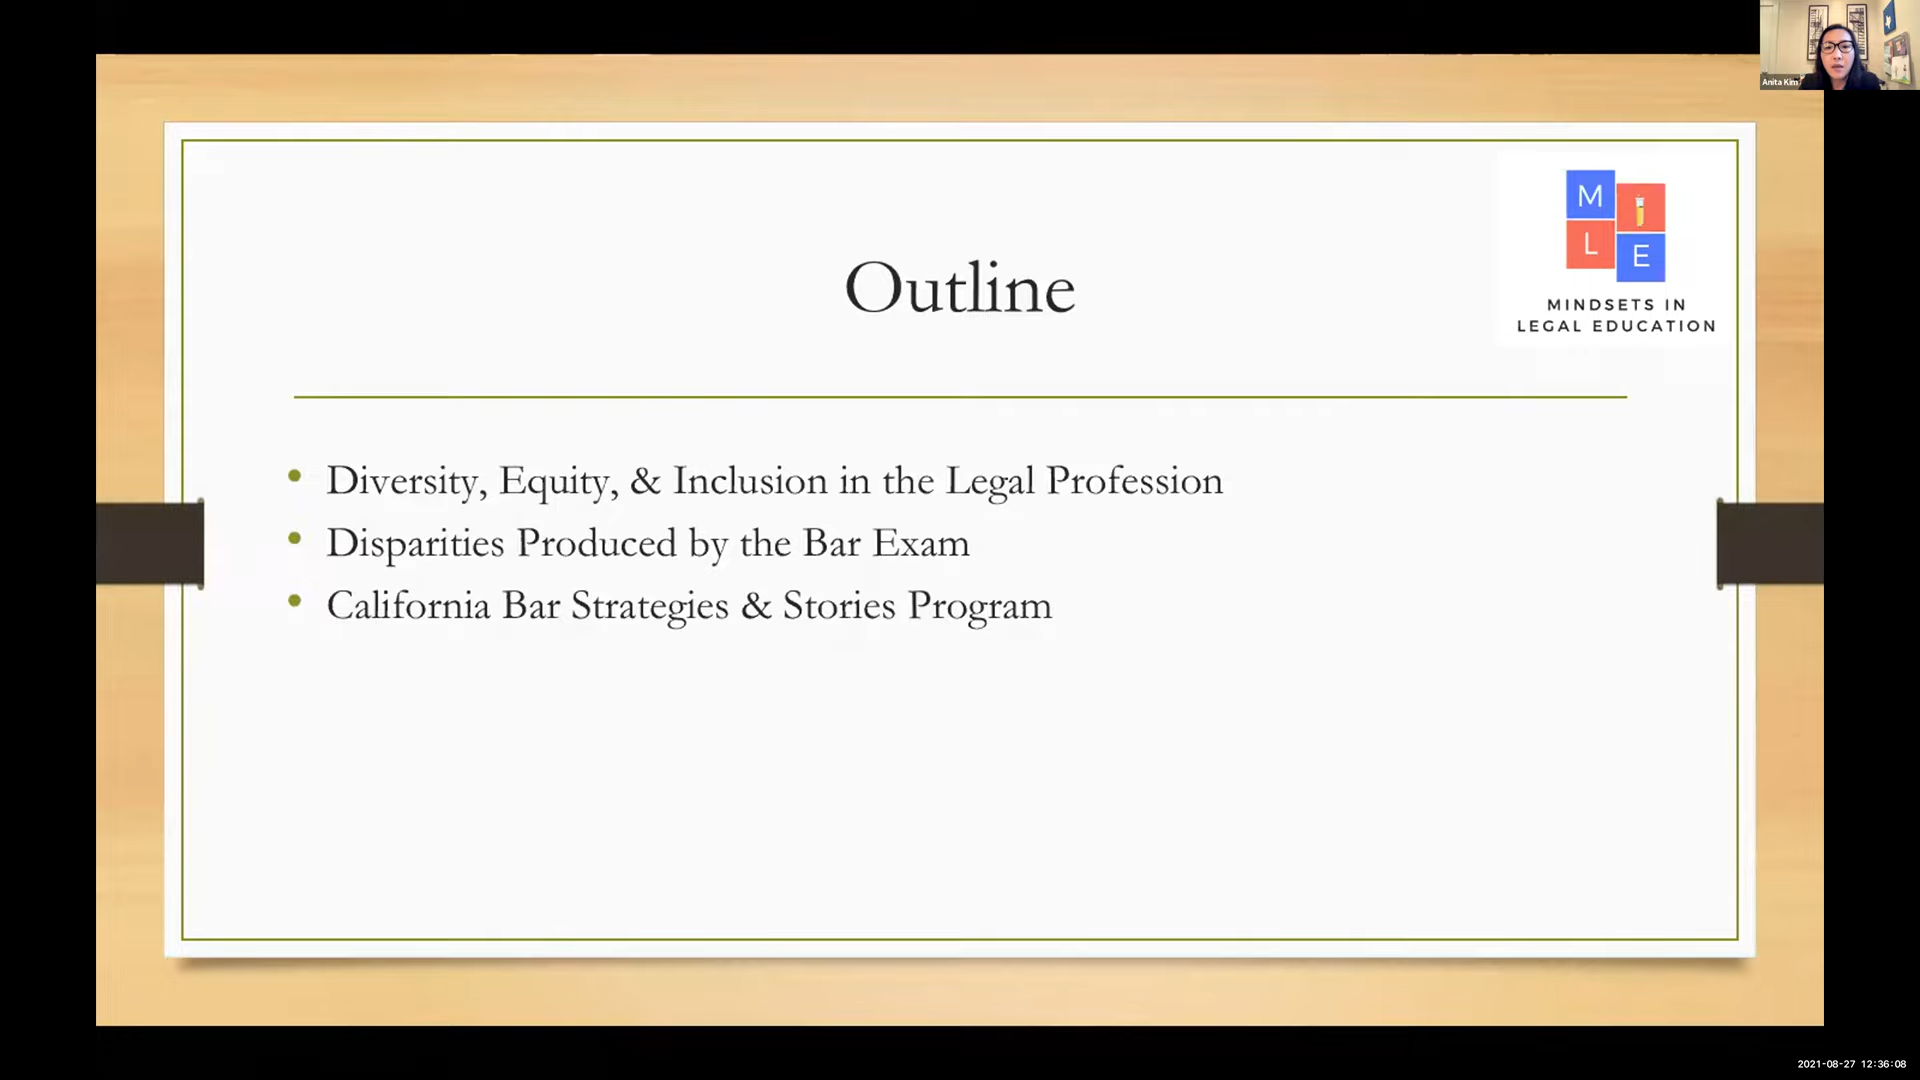 Anita Kim
M
L
E
MINDSETS IN
LEGAL EDUCATION
Outline
• Diversity, Equity, & Inclusion in the Legal Profession
• Disparities Produced by the Bar Exam
• California Bar Strategies & Stories Program
2021-08-27 12:36:08